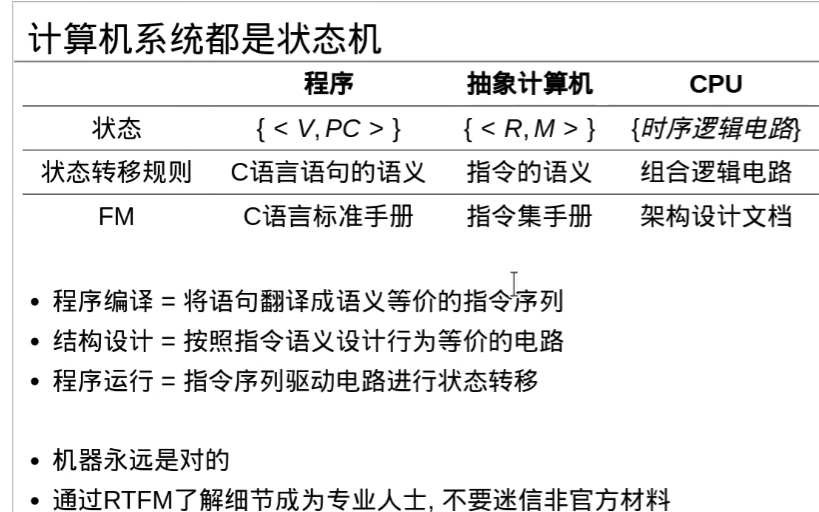 计算机系统都是状态机
程序 抽象计算机 CPU
状态 { < V, PC > } { < R, M > } {时序逻辑电路}
状态转移规则 C语言语句的语义 指令的语义 组合逻辑电路
FM C语言标准手册 指令集手册 架构设计文档
• 程序编译 = 将语句翻译成语义等价的指令序列
• 结构设计 = 按照指令语义设计行为等价的电路
• 程序运行 = 指令序列驱动电路进行状态转移
• 机器永远是对的
• 通过RTFM了解细节成为专业人士, 不要迷信非官方材料